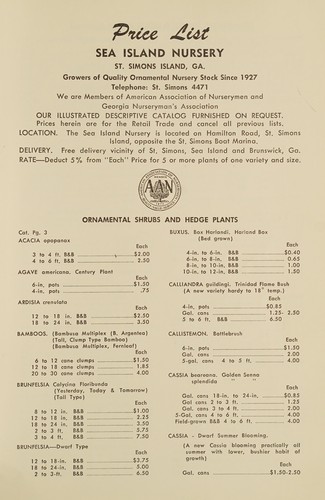 Price List
SEA ISLAND NURSERY
ST. SIMONS ISLAND, GA.
Growers of Quality Ornamental Nursery Stock Since 1927
Telephone: St. Simons 4471
We are Members of American Association of Nurserymen and
Georgia Nurseryman's Association
OUR ILLUSTRATED DESCRIPTIVE CATALOG FURNISHED ON REQUEST.
Prices herein are for the Retail Trade and cancel all previous lists.
LOCATION. The Sea Island Nursery is located on Hamilton Road, St. Simons
Island, opposite the St. Simons Boat Marina.
DELIVERY. Free delivery vicinity of St. Simons, Sea Island and Brunswick, Ga.
RATE—Deduct 5% from "Each" Price for 5 or more plants of one variety and size.
AAN
ORNAMENTAL SHRUBS AND HEDGE PLANTS
Cat. Pg. 3
ACACIA apopanax
Each
3 to 4 ft. B&B $2.00
4 to 6 ft. B&B 2.50
AGAVE americana. Century Plant
Each
6-in. pots $1.50
4-in. pots .75
ARDISIA crenulata
Each
12 to 18 in. B&B $2.50
18 to 24 in. B&B 3.50
BAMBOOS. (Bambusa Multiplex (B. Argentea)
(Tall, Clump Type Bamboo)
(Bambusa Multiplex, Fernleaf)
Each
6 to 12 cane clumps $1.50
12 to 18 cane clumps 1.85
20 to 30 cane clumps 4.00
BRUNFELSIA Calycina Floribunda
(Yesterday, Today & Tomorrow)
(Tall Type)
Each
8 to 12 in. B&B $1.00
12 to 18 in. B&B 2.25
18 to 24 in. B&B 3.50
2 to 3 ft. B&B 5.75
3 to 4 ft. B&B 7.50
BRUNFELSIA—Dwarf Type
Each
12 to 18-in. B&B $3.75
18 to 24-in. B&B 5.00
2 to 3-ft. B&B 6.50
BUXUS. Box Harlandi, Harland Box
(Bed grown)
Each
4-in. to 6-in. B&B $0.40
6-in. to 8-in. B&B 0.65
8-in. to 10-in. B&B 1.00
10-in. to 12-in. B&B 1.50
CALLIANDRA guildingi. Trinidad Flame Bush
(A new variety hardy to 18° temp.)
Each
4-in. pots $0.85
Gal. cans 1.25- 2.50
5 to 6 ft. B&B 6.50
CALLISTEMON. Bottlebrush
Each
6-in. pots $1.50
Gal. cans 2.00
5-gal. cans 4 to 5 ft. 4.00
CASSIA bearsana. Golden Senna
splendida " "
Each
Gal. cans 18-in. to 24-in. $0.85
Gal cans 2 to 3 ft. 1.25
Gal cans 3 to 4 ft. 2.00
5-Gal, cans 4 to 6 ft. 4.00
Field-grown B&B 4 to 6 ft. 4.00
CASSIA - Dwarf Summer Blooming.
(A new Cassia blooming practically all
summer with lower, bushier habit of
growth)
Each
Gal. cans $1.50-2.50